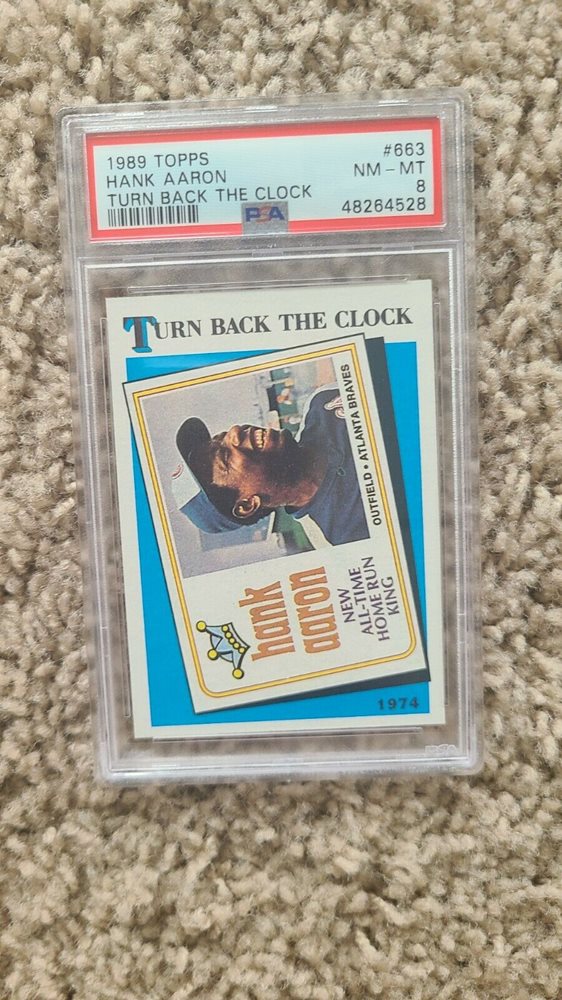 1989 TOPPS #663
HANK AARON NM - MT
TURN BACK THE CLOCK 8
PSA 48264528
TURN BACK THE CLOCK
OUTFIELD • ATLANTA BRAVES
hank
aaron
NEW
ALL-TIME
HOME RUN
KING
1974